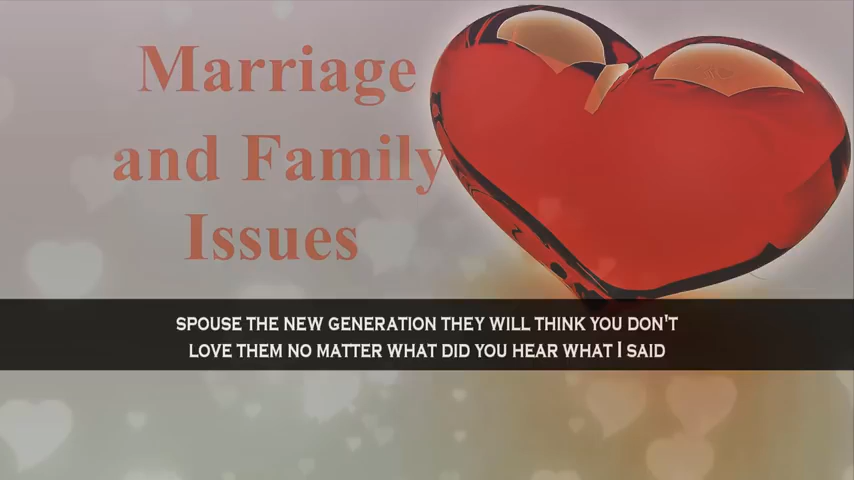 Marriage
and Family
Issues
SPOUSE THE NEW GENERATION THEY WILL THINK YOU DON'T
LOVE THEM NO MATTER WHAT DID YOU HEAR WHAT I SAID